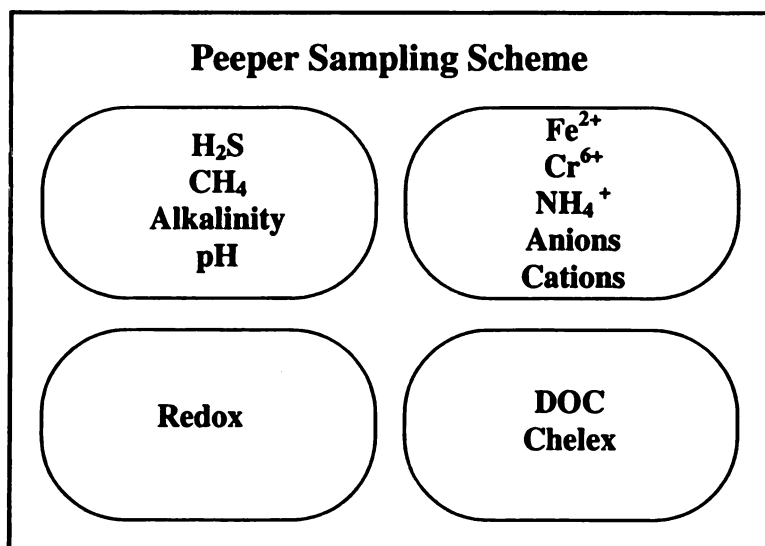 Peeper Sampling Scheme
H₂S
CH₄
Alkalinity
pH
Fe²⁺
Cr⁶⁺
NH₄⁺
Anions
Cations
Redox
DOC
Chelex